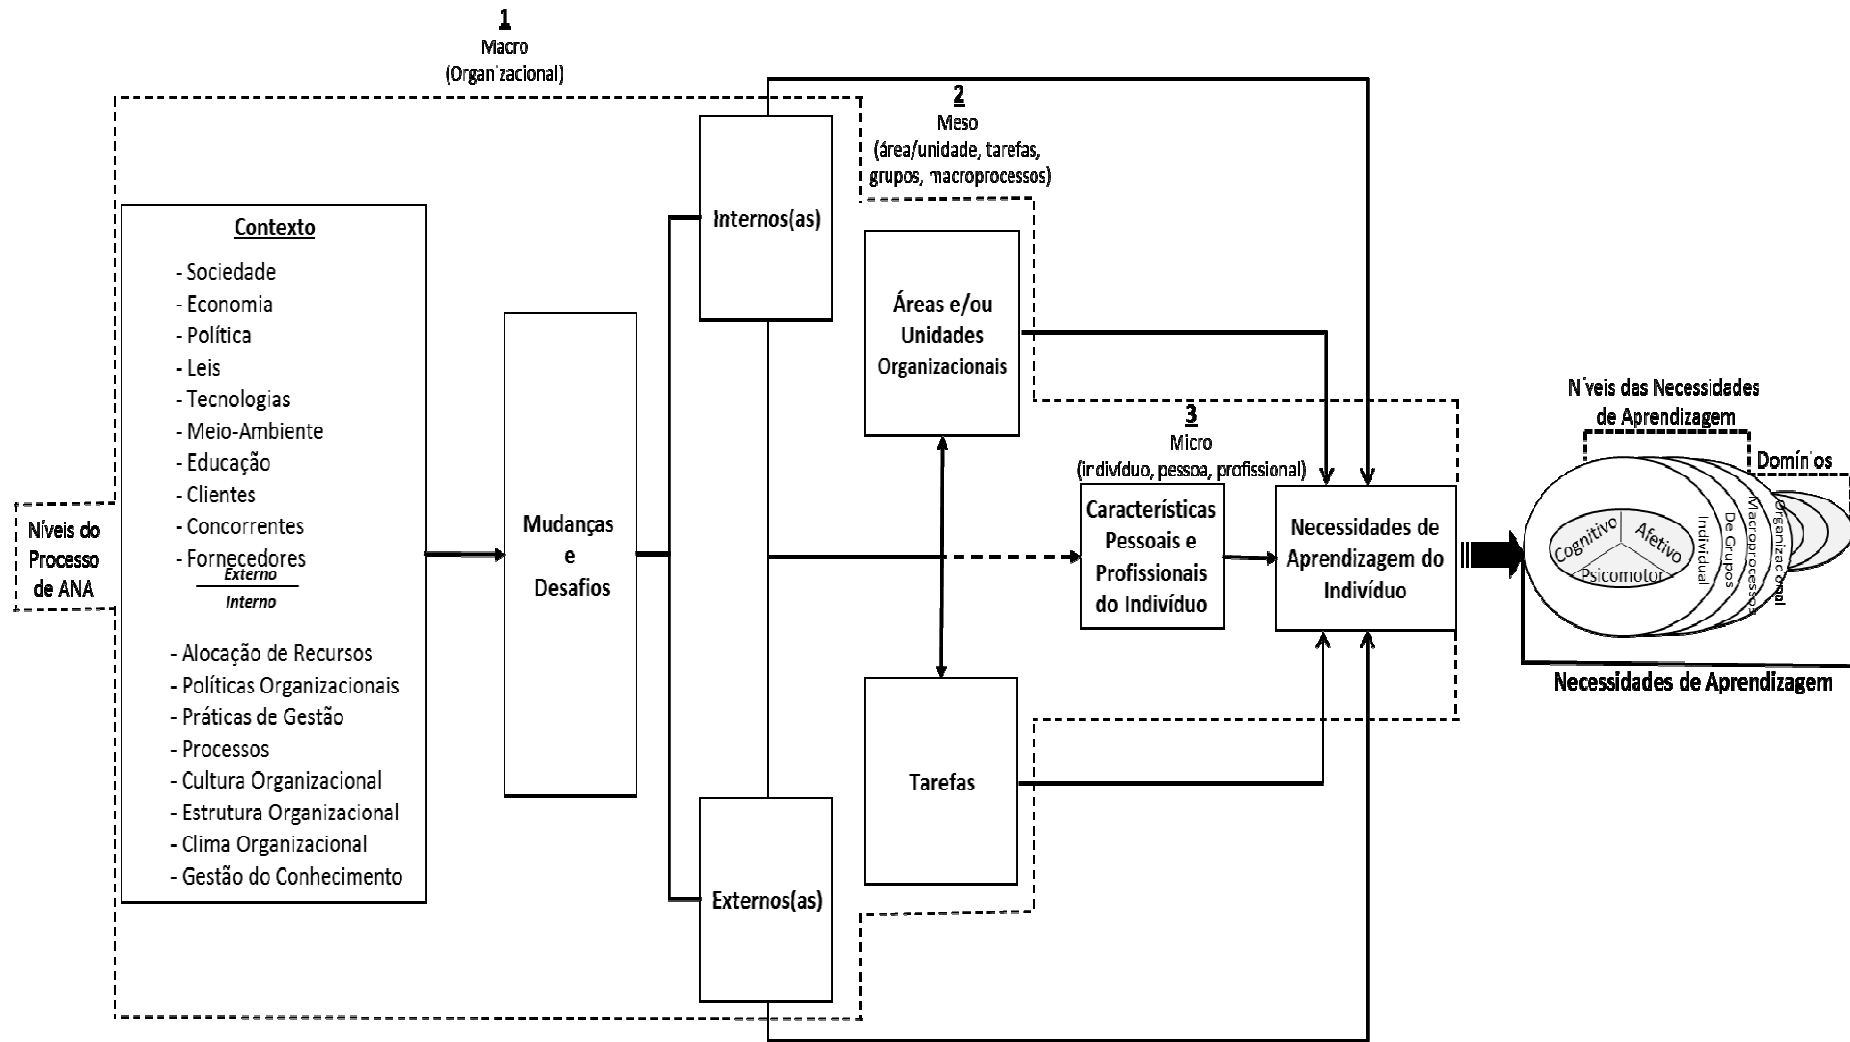 1
Macro
(Organizacional)
2
Meso
(área/unidade, tarefas,
grupos, macroprocessos)
Níveis do
Processo
de ANA
Contexto
- Sociedade
- Economia
- Política
- Leis
- Tecnologias
- Meio-Ambiente
- Educação
- Clientes
- Concorrentes
- Fornecedores
Externo
Interno
- Alocação de Recursos
- Políticas Organizacionais
- Práticas de Gestão
- Processos
- Cultura Organizacional
- Estrutura Organizacional
- Clima Organizacional
- Gestão do Conhecimento
Mudanças
e
Desafios
Internos(as)
Externos(as)
Áreas e/ou
Unidades
Organizacionais
Tarefas
3
Micro
(indivíduo, pessoa, profissional)
Características
Pessoais e
Profissionais
do Indivíduo
Necessidades de
Aprendizagem do
Indivíduo
Níveis das Necessidades
de Aprendizagem
Domínios
Cognitivo
Afetivo
Psicomotor
Individual
De Grupos
Macroprocessos
Organizacional
Necessidades de Aprendizagem